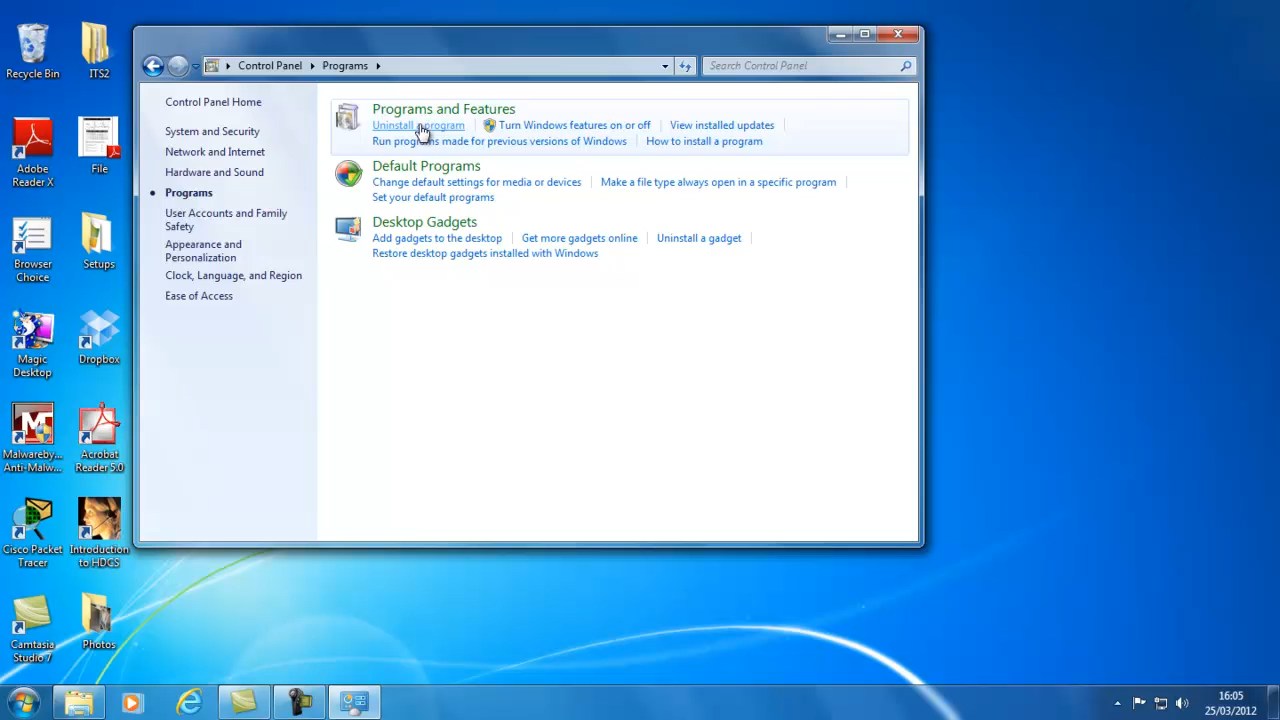 Recycle Bin
ITS2
Adobe
Reader X
File
Browser
Choice
Setups
Magic
Desktop
Dropbox
Malwareby...
Anti-Malw...
Acrobat
Reader 5.0
Cisco Packet
Tracer
Introduction
to HDCS
Camtasia
Studio 7
Photos
Control Panel
Programs
Search Control Panel
Control Panel Home
System and Security
Network and Internet
Hardware and Sound
Programs
User Accounts and Family
Safety
Appearance and
Personalization
Clock, Language, and Region
Ease of Access
Programs and Features
Uninstall a program
Turn Windows features on or off
View installed updates
Run programs made for previous versions of Windows
How to install a program
Default Programs
Change default settings for media or devices
Make a file type always open in a specific program
Set your default programs
Desktop Gadgets
Add gadgets to the desktop
Get more gadgets online
Uninstall a gadget
Restore desktop gadgets installed with Windows
16:05
25/03/2012